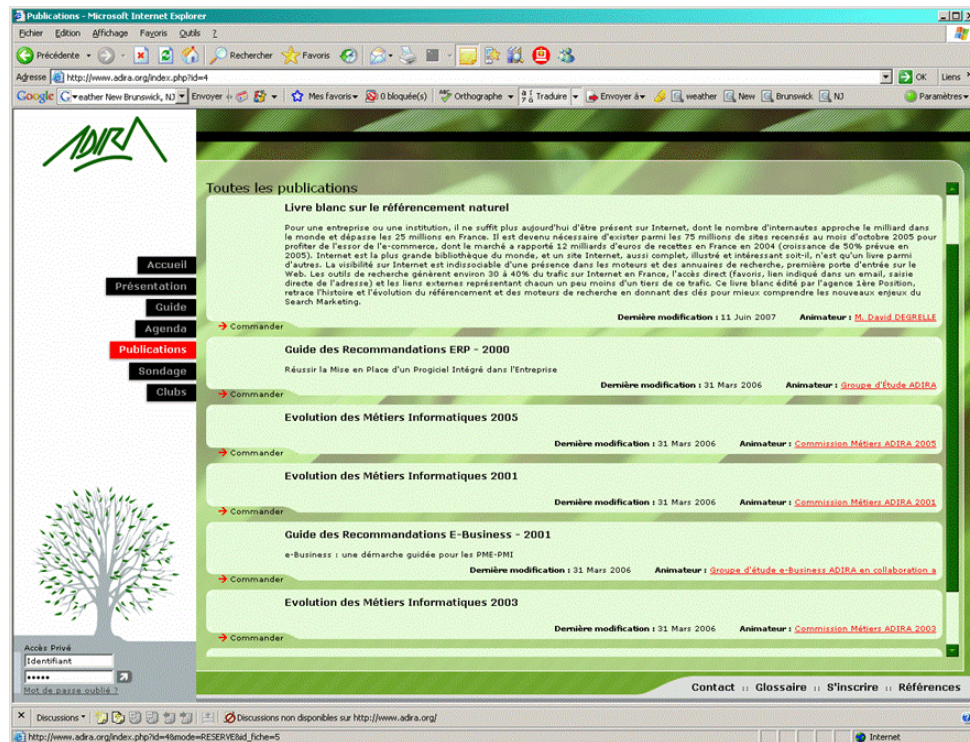 Publications - Microsoft Internet Explorer
Fichier Edition Affichage Favoris Outils ?
Précédente Rechercher Favoris
Adresse http://www.adira.org/index.php?id=4 OK Liens
Google eather New Brunswick, NJ Envoyer Mes favoris 0 bloquée(s) Orthographe Traduire Envoyer à weather New Brunswick NJ Paramètres
ADIRA
Toutes les publications
Livre blanc sur le référencement naturel
Pour une entreprise ou une institution, il ne suffit plus aujourd'hui d'être présent sur Internet, dont le nombre d'internautes approche le milliard dans
le monde et dépasse les 25 millions en France. Il est devenu nécessaire d'exister parmi les 75 millions de sites recensés au mois d'octobre 2005 pour
profiter de l'essor de l'e-commerce, dont le marché a rapporté 12 milliards d'euros de recettes en France en 2004 (croissance de 50% prévue en
2005). Internet est la plus grande bibliothèque du monde, et un site Internet, aussi complet, illustré et intéressant soit-il, n'est qu'un livre parmi
d'autres. La visibilité sur Internet est indissociable d'une présence dans les moteurs et des annuaires de recherche, première porte d'entrée sur le
Web. Les outils de recherche génèrent environ 30 à 40% du trafic sur Internet en France, l'accès direct (favoris, lien indiqué dans un email, saisie
directe de l'adresse) et les liens externes représentant chacun un peu moins d'un tiers de ce trafic. Ce livre blanc édité par l'agence 1ère Position,
retrace l'histoire et l'évolution du référencement et des moteurs de recherche en donnant des clés pour mieux comprendre les nouveaux enjeux du
Search Marketing.
Dernière modification : 11 Juin 2007 Animateur : M. David DEGRELLE
Commander
Guide des Recommandations ERP - 2000
Réussir la Mise en Place d'un Progiciel Intégré dans l'Entreprise
Dernière modification : 31 Mars 2006 Animateur : Groupe d'Étude ADIRA
Commander
Evolution des Métiers Informatiques 2005
Dernière modification : 31 Mars 2006 Animateur : Commission Métiers ADIRA 2005
Commander
Evolution des Métiers Informatiques 2001
Dernière modification : 31 Mars 2006 Animateur : Commission Métiers ADIRA 2001
Commander
Guide des Recommandations E-Business - 2001
e-Business : une démarche guidée pour les PME-PMI
Dernière modification : 31 Mars 2006 Animateur : Groupe d'étude e-Business ADIRA en collaboration a
Commander
Evolution des Métiers Informatiques 2003
Dernière modification : 31 Mars 2006 Animateur : Commission Métiers ADIRA 2003
Commander
Accueil
Présentation
Guide
Agenda
Publications
Sondage
Clubs
Accès Privé
Identifiant
•••••
Mot de passe oublié ?
Contact :: Glossaire :: S'inscrire :: Références
Discussions Discussions non disponibles sur http://www.adira.org/
http://www.adira.org/index.php?id=4&mode=RESERVE&id_fiche=5 Internet